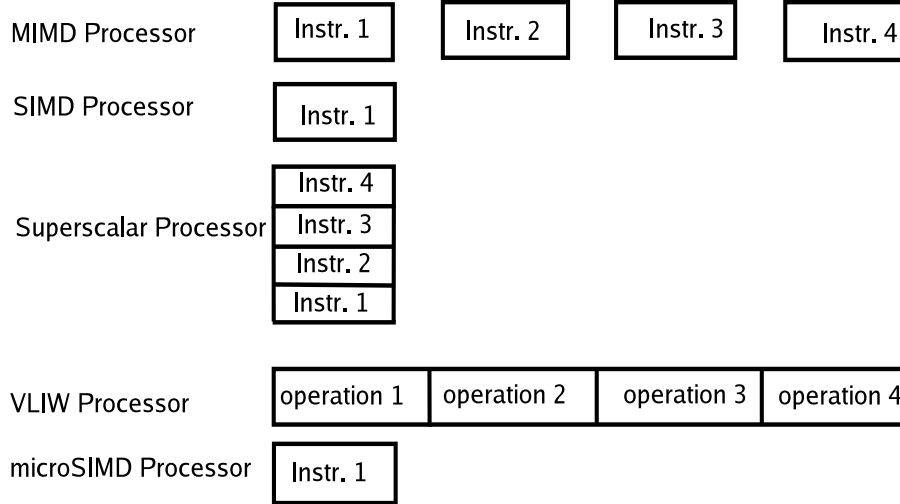 MIMD Processor Instr. 1 Instr. 2 Instr. 3 Instr. 4
SIMD Processor Instr. 1
Instr. 4
Superscalar Processor Instr. 3
Instr. 2
Instr. 1
VLIW Processor operation 1 operation 2 operation 3 operation 4
microSIMD Processor Instr. 1